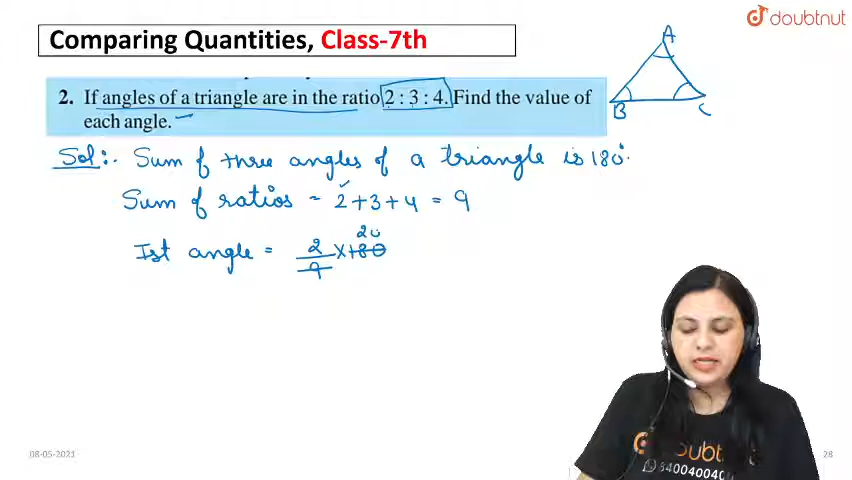 doubtnut
Comparing Quantities, Class-7th
A
B
C
2. If angles of a triangle are in the ratio 2 : 3 : 4. Find the value of
each angle.
Sol:- Sum of three angles of a triangle is 180°.
Sum of ratios = 2+3+4 = 9
20
Ist angle = 2/9 × 180
doubtnut
8400400400
08-05-2021
28